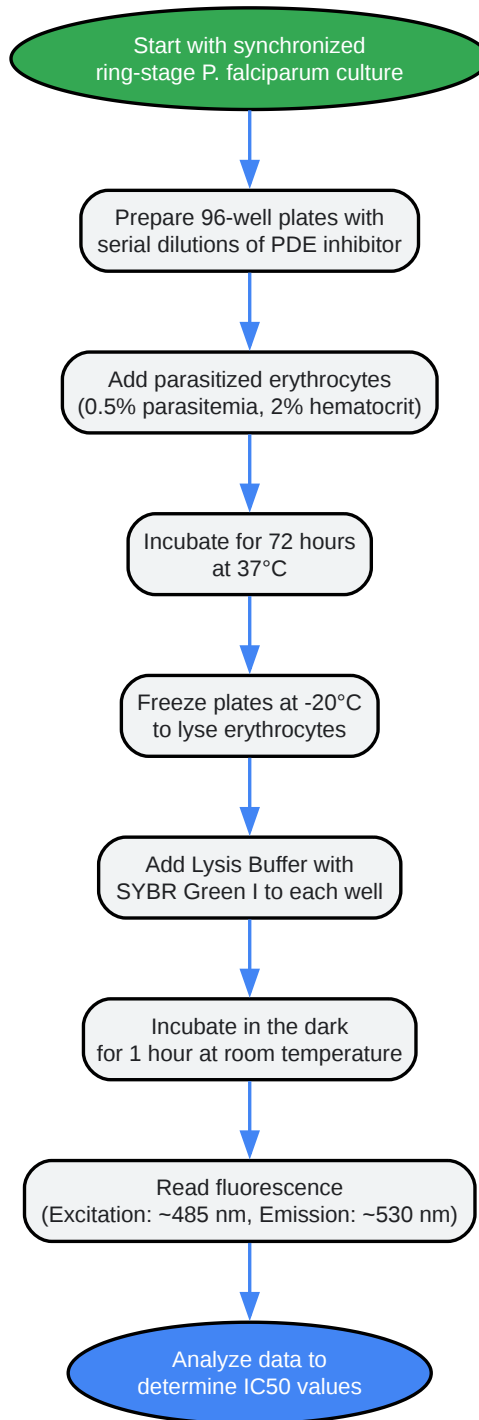 Start with synchronized
ring-stage P. falciparum culture
Prepare 96-well plates with
serial dilutions of PDE inhibitor
Add parasitized erythrocytes
(0.5% parasitemia, 2% hematocrit)
Incubate for 72 hours
at 37°C
Freeze plates at -20°C
to lyse erythrocytes
Add Lysis Buffer with
SYBR Green I to each well
Incubate in the dark
for 1 hour at room temperature
Read fluorescence
(Excitation: ~485 nm, Emission: ~530 nm)
Analyze data to
determine IC50 values